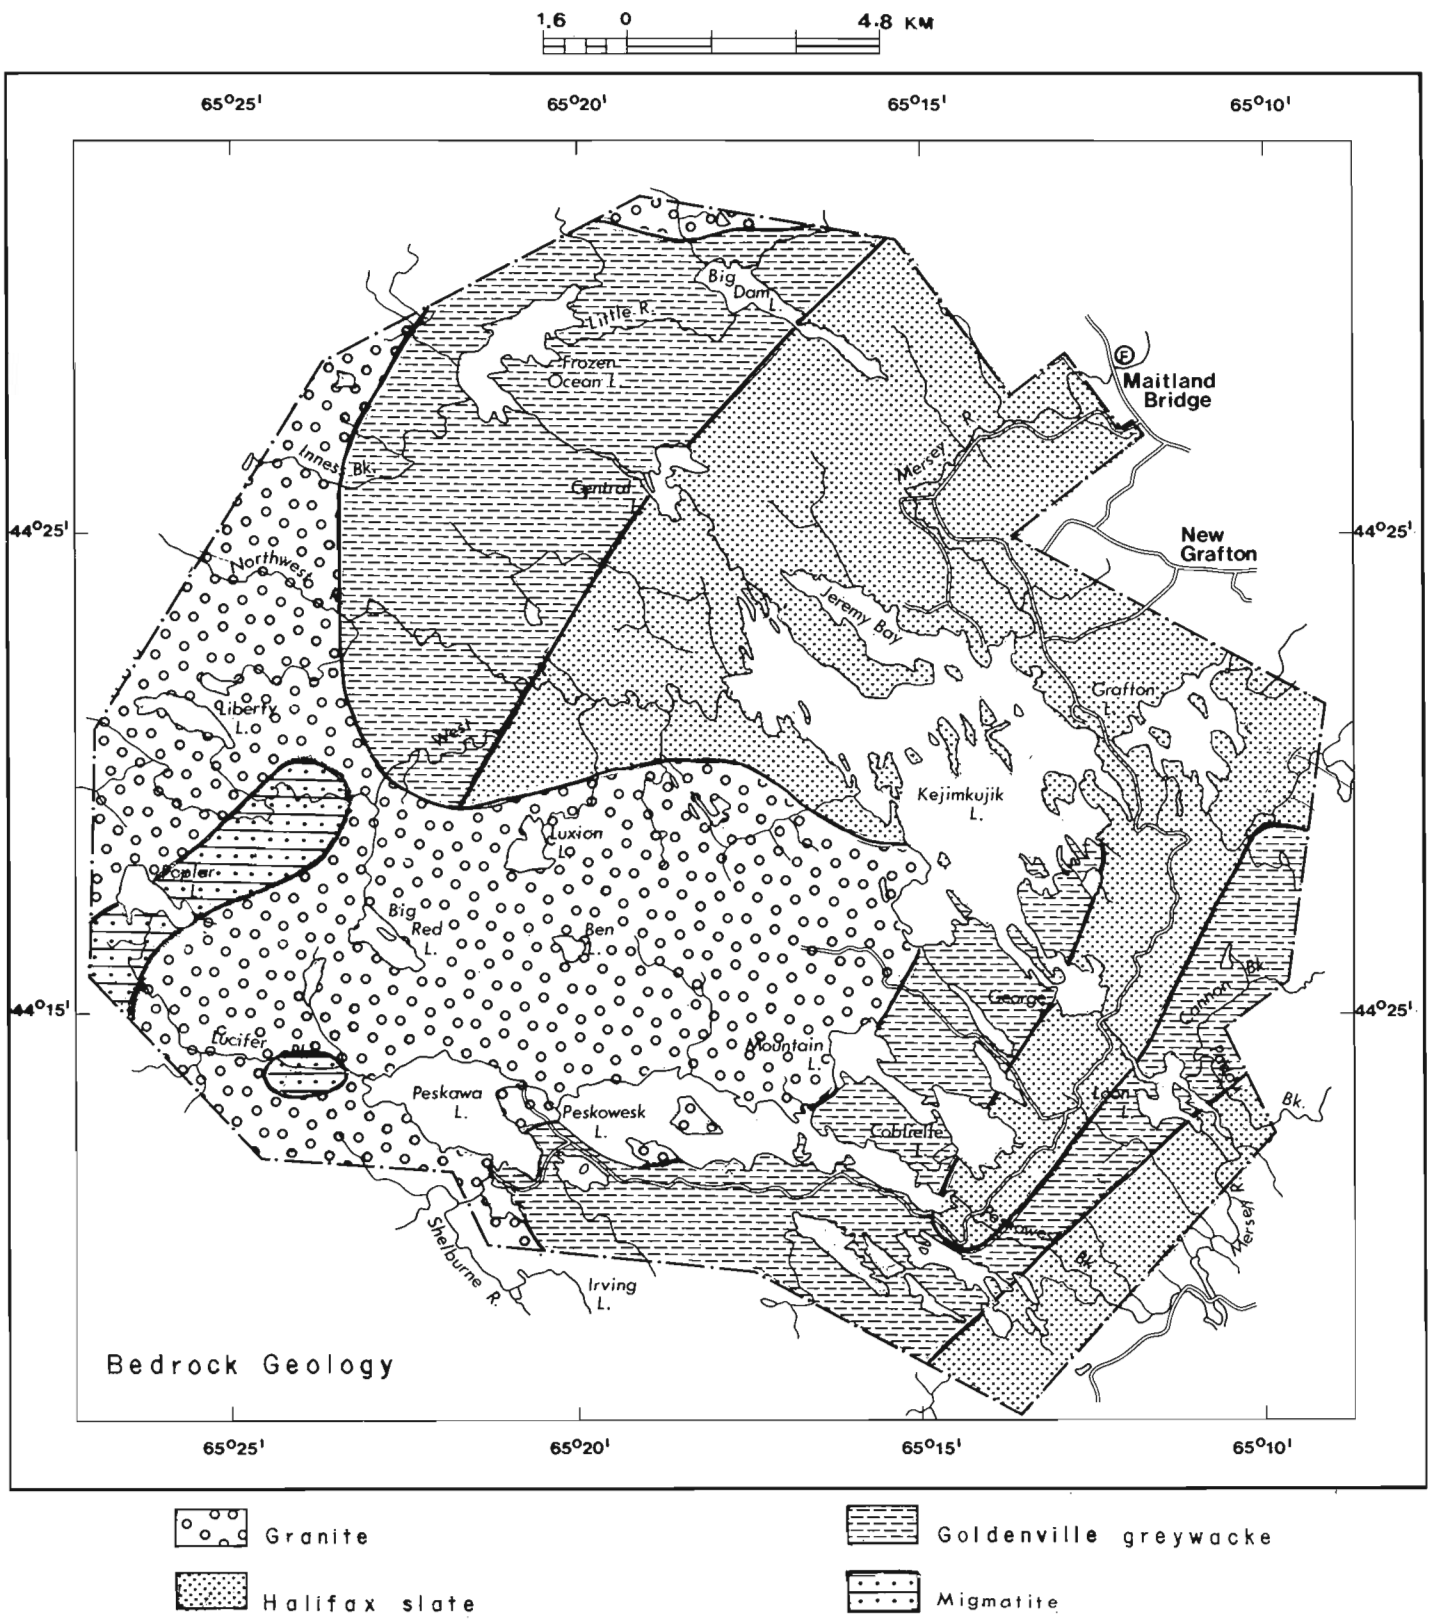 1.6 0 4.8 KM
65°25' 65°20' 65°15' 65°10'
Big
Dam
L.
Little R.
Frozen
Ocean L.
E
Maitland
Bridge
Mersey R.
Inness Bk.
Central
L.
44°25' 44°25'
New
Grafton
Northwest
R.
Jeremy Bay
Liberty
L.
Grafton
L.
West
Kejimkujik
L.
Luxion
L.
Poplar
L.
Big
Red
L.
Ben
L.
Cannon Bk.
George
L.
44°15' 44°25'
Lucifer
Mountain
L.
Peskawa
L.
Peskowesk
L.
Loon
L.
Bk.
Cobrielle
L.
Mersey R.
Bk.
Shelburne R.
Irving
L.
Bedrock Geology
65°25' 65°20' 65°15' 65°10'
Granite
Goldenville greywacke
Halifax slate
Migmatite